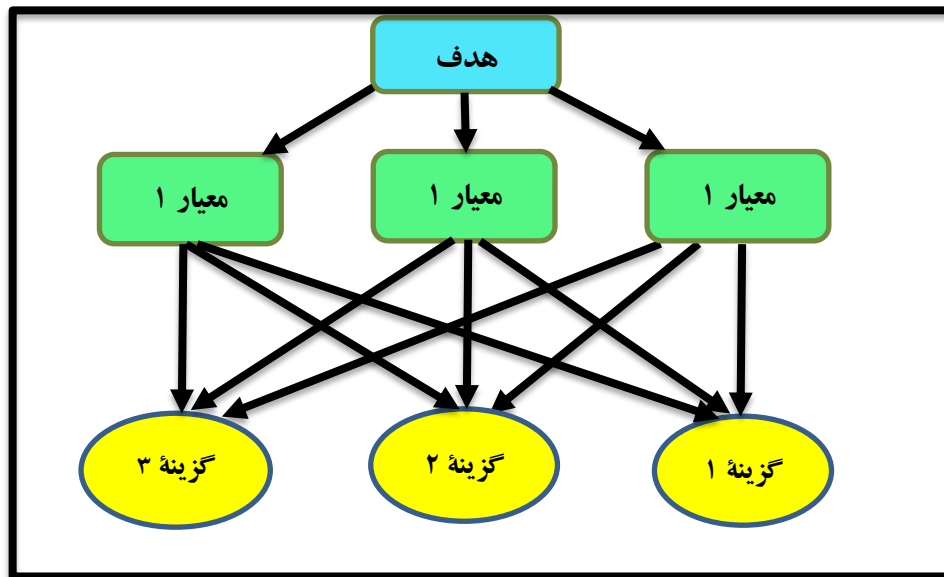 هدف
معیار ۱
معیار ۱
معیار ۱
گزینهٔ ۱
گزینهٔ ۲
گزینهٔ ۳